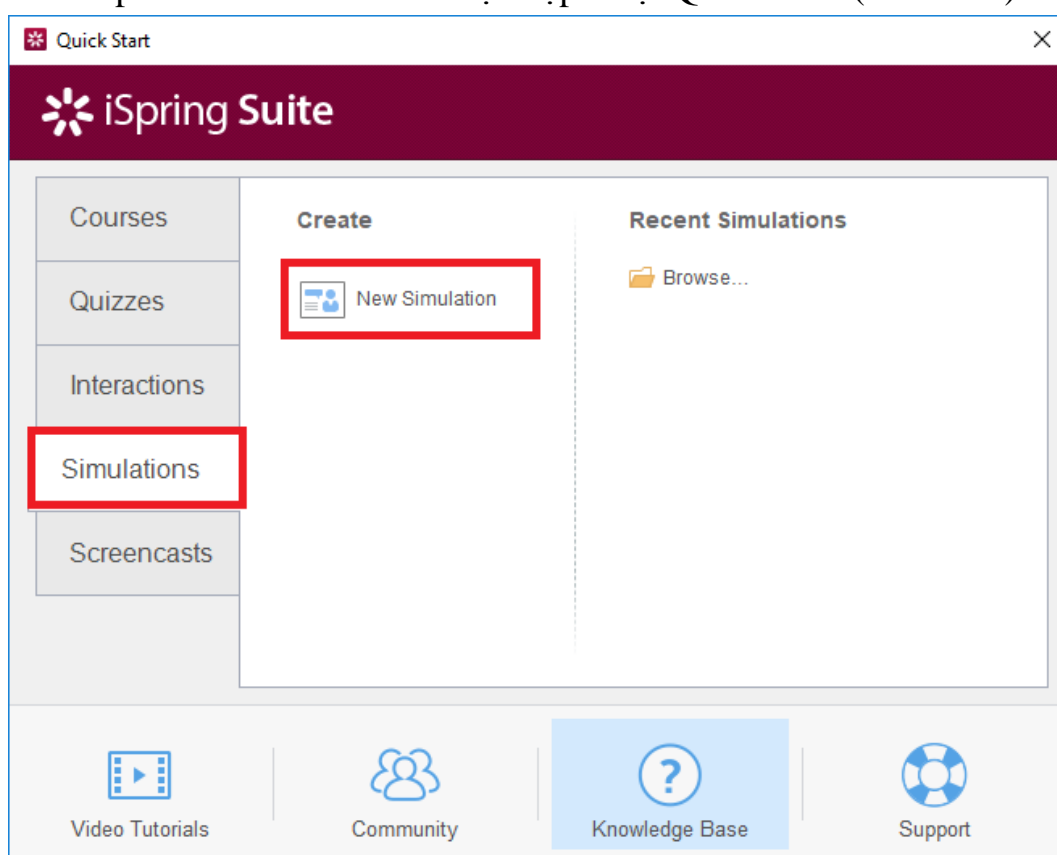 Quick Start
iSpring Suite
Courses
Quizzes
Interactions
Simulations
Screencasts
Create
New Simulation
Recent Simulations
Browse...
Video Tutorials
Community
Knowledge Base
Support